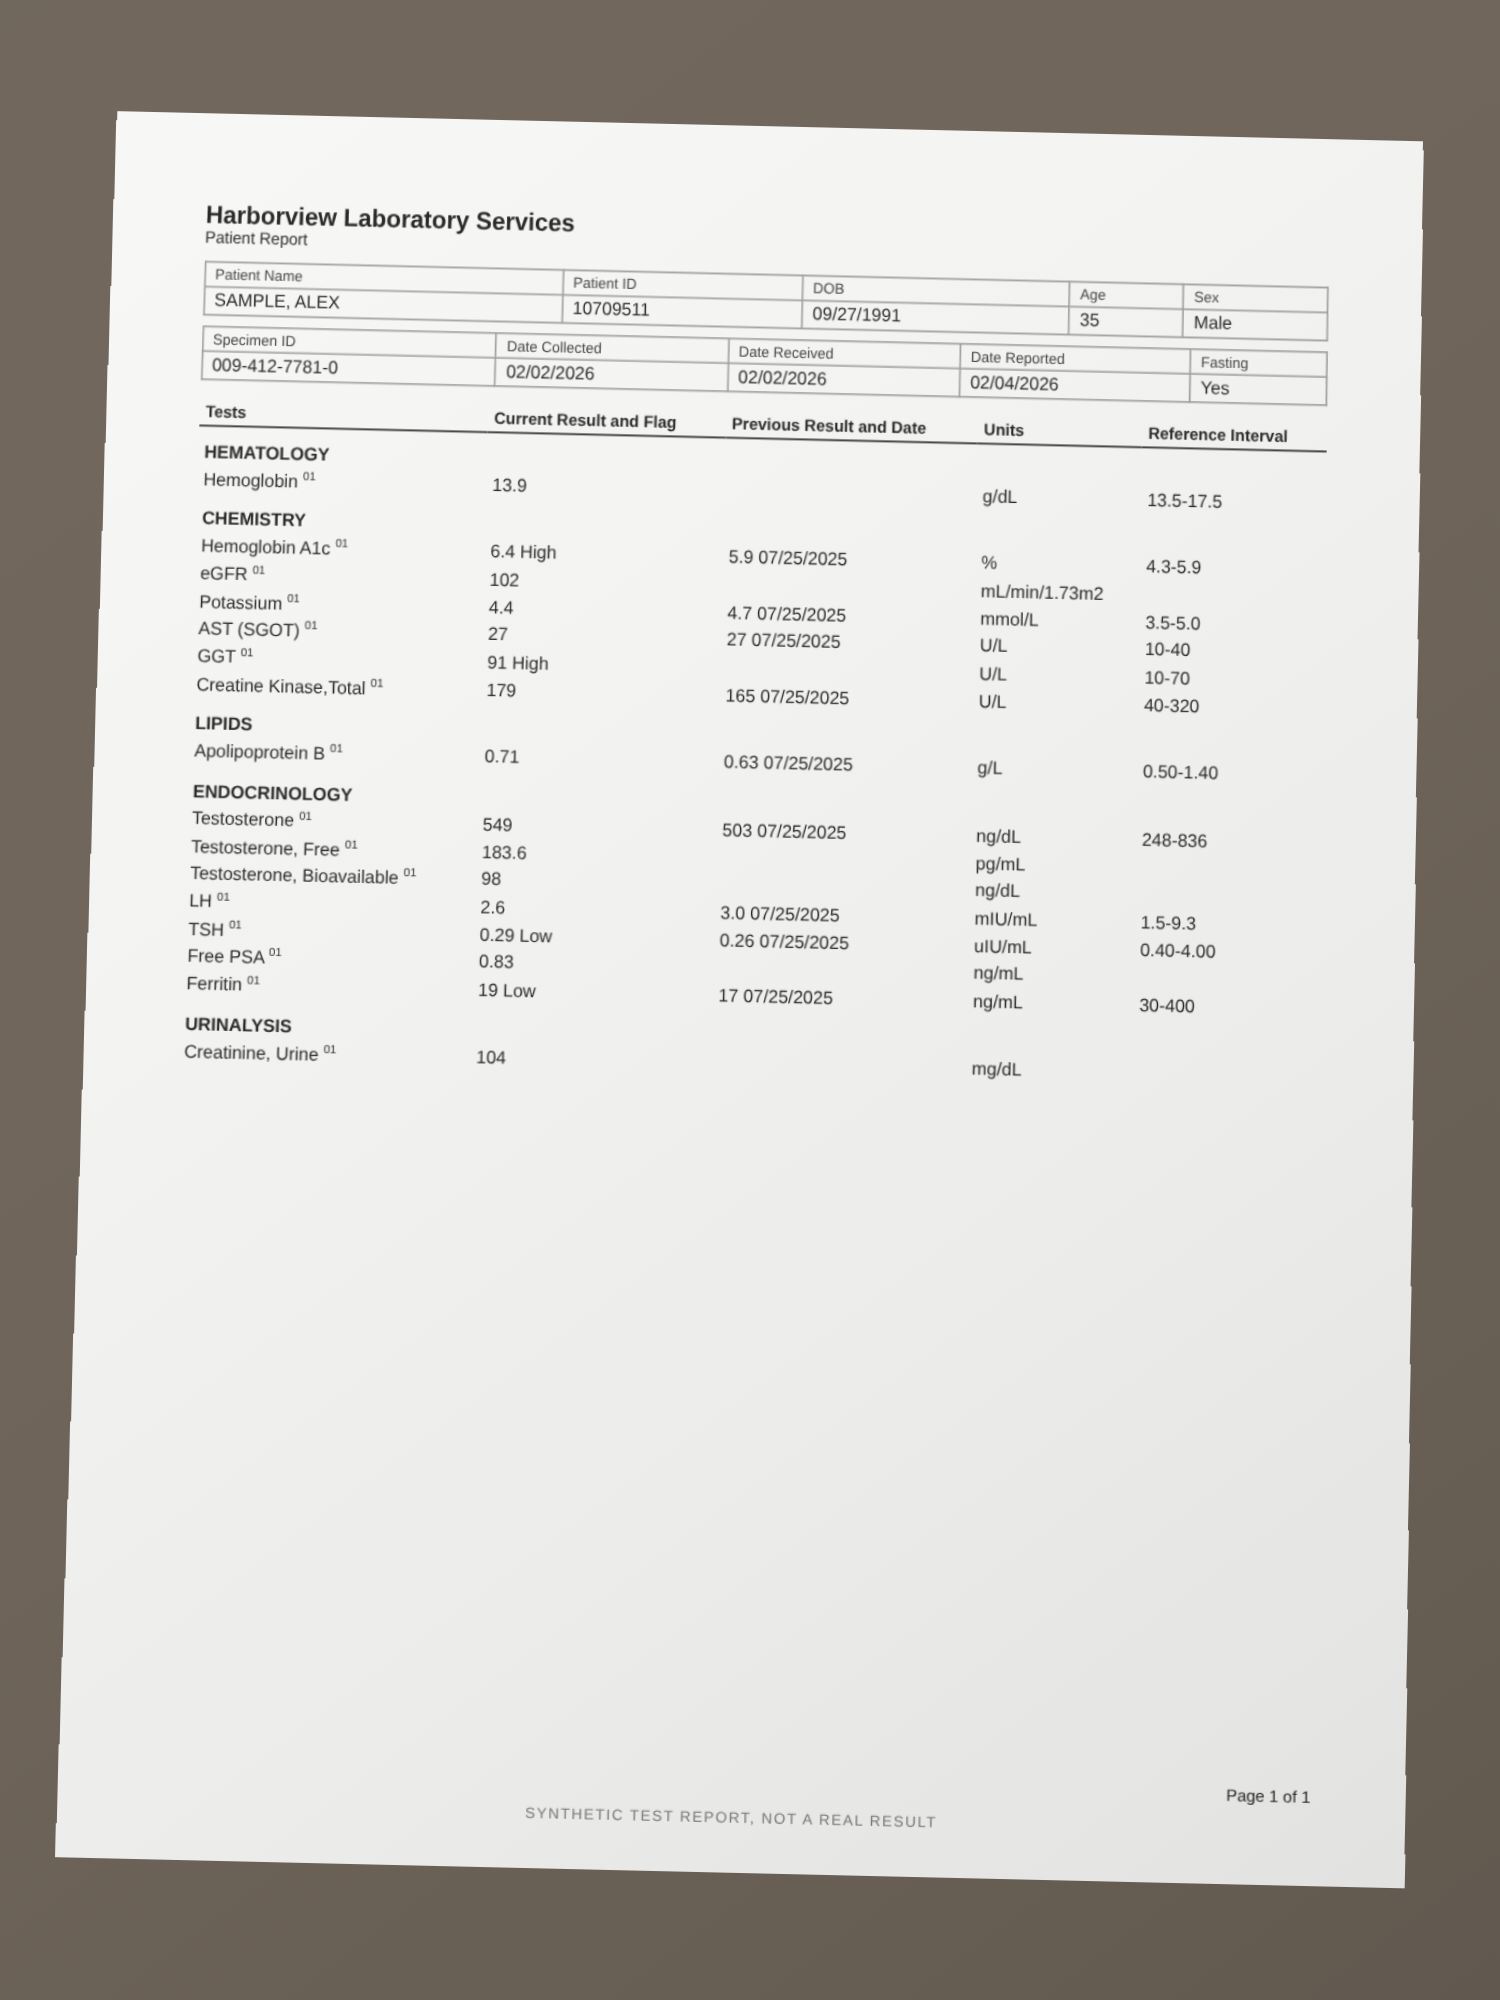 Harborview Laboratory Services
Patient Report
Patient Name Patient ID DOB Age Sex
SAMPLE, ALEX 10709511 09/27/1991 35 Male
Specimen ID Date Collected Date Received Date Reported Fasting
009-412-7781-0 02/02/2026 02/02/2026 02/04/2026 Yes
Tests Current Result and Flag Previous Result and Date Units Reference Interval
HEMATOLOGY
Hemoglobin 01 13.9 g/dL 13.5-17.5
CHEMISTRY
Hemoglobin A1c 01 6.4 High 5.9 07/25/2025 % 4.3-5.9
eGFR 01 102 mL/min/1.73m2
Potassium 01 4.4 4.7 07/25/2025 mmol/L 3.5-5.0
AST (SGOT) 01 27 27 07/25/2025 U/L 10-40
GGT 01 91 High U/L 10-70
Creatine Kinase,Total 01 179 165 07/25/2025 U/L 40-320
LIPIDS
Apolipoprotein B 01 0.71 0.63 07/25/2025 g/L 0.50-1.40
ENDOCRINOLOGY
Testosterone 01 549 503 07/25/2025 ng/dL 248-836
Testosterone, Free 01 183.6 pg/mL
Testosterone, Bioavailable 01 98 ng/dL
LH 01 2.6 3.0 07/25/2025 mIU/mL 1.5-9.3
TSH 01 0.29 Low 0.26 07/25/2025 uIU/mL 0.40-4.00
Free PSA 01 0.83 ng/mL
Ferritin 01 19 Low 17 07/25/2025 ng/mL 30-400
URINALYSIS
Creatinine, Urine 01 104 mg/dL
Page 1 of 1
SYNTHETIC TEST REPORT, NOT A REAL RESULT